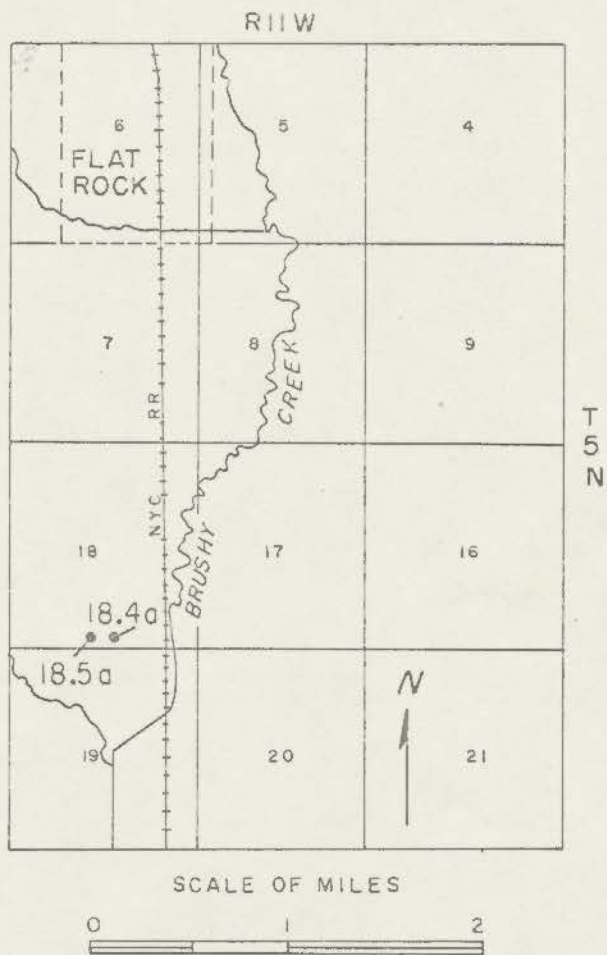 R11W
6
5
4
FLAT
ROCK
7
8
9
CREEK
RR
T
5
N
NYC
18
17
16
BRUSHY
18.4a
18.5a
N
19
20
21
SCALE OF MILES
0
1
2